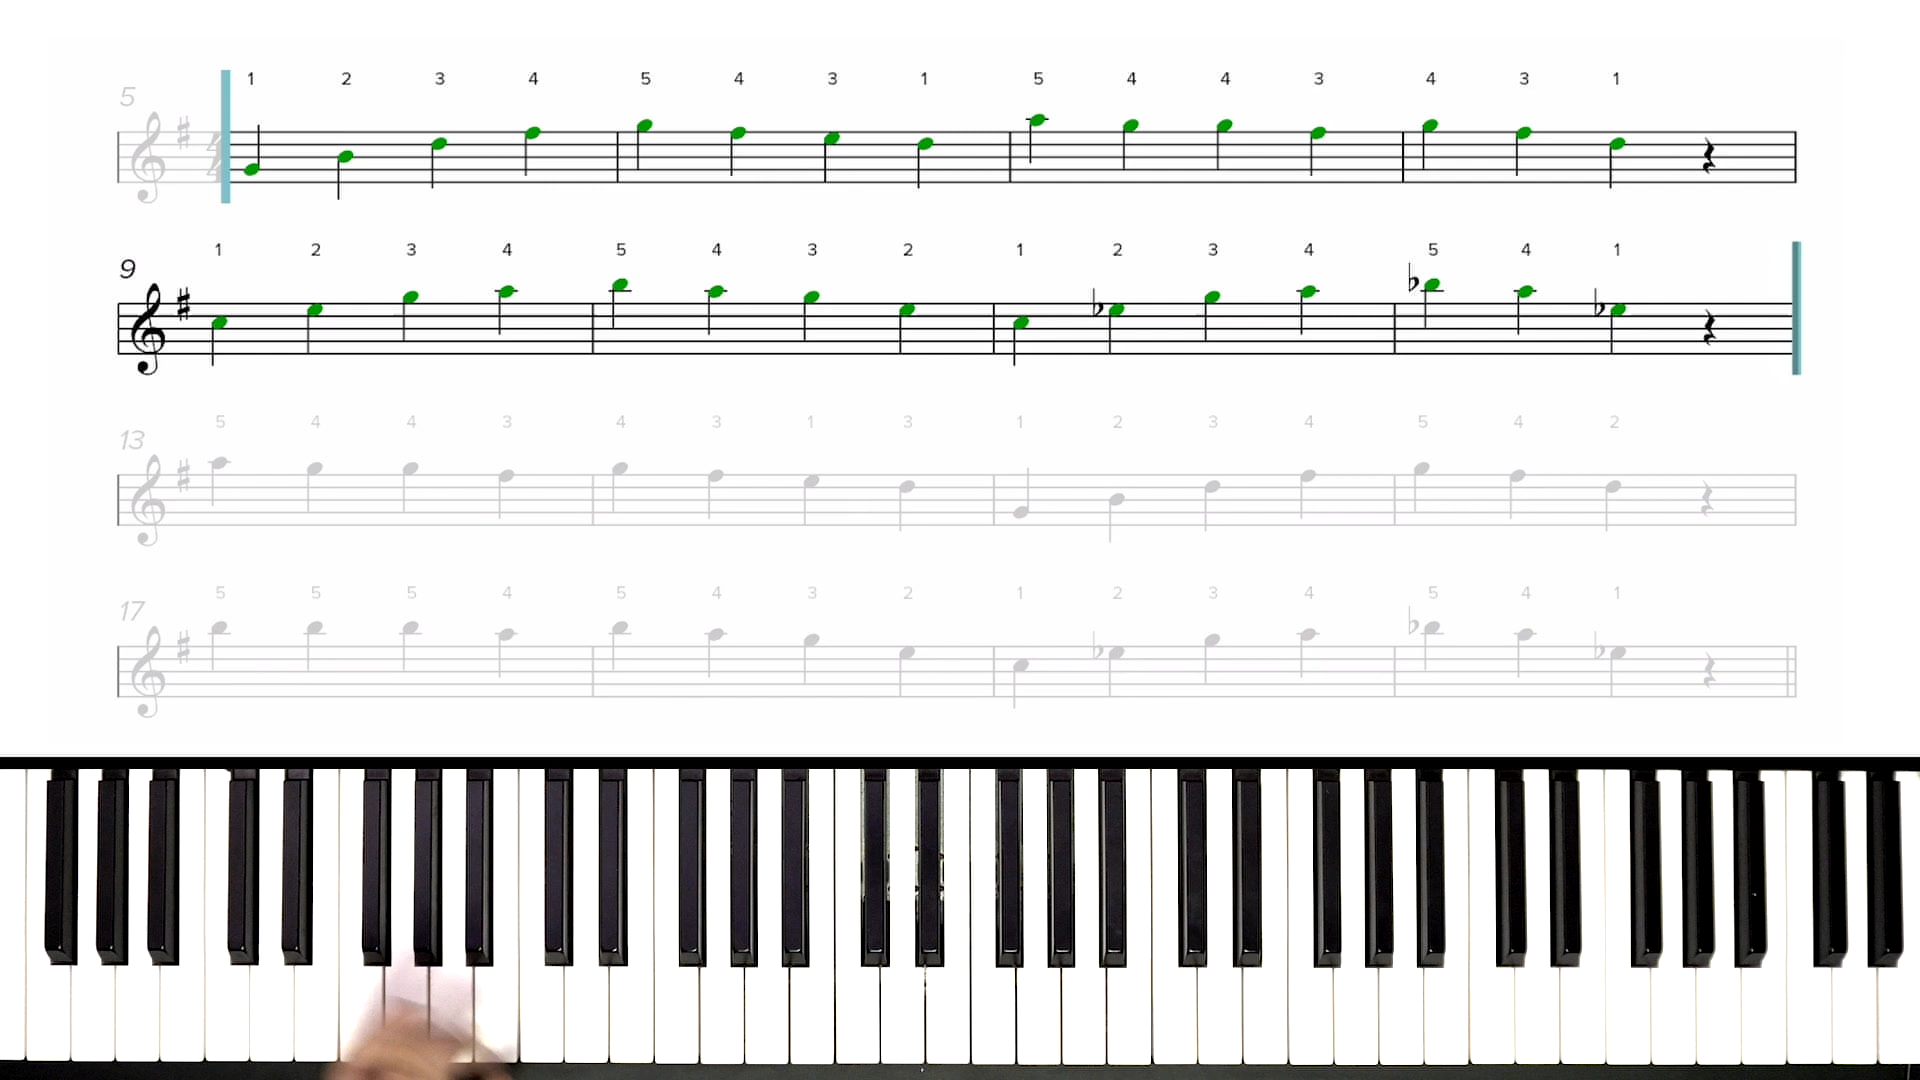 1 2 3 4 5 4 3 1 5 4 4 3 4 3 1
5
1 2 3 4 5 4 3 2 1 2 3 4 5 4 1
9
5 4 4 3 4 3 1 3 1 2 3 4 5 4 2
13
5 5 5 4 5 4 3 2 1 2 3 4 5 4 1
17